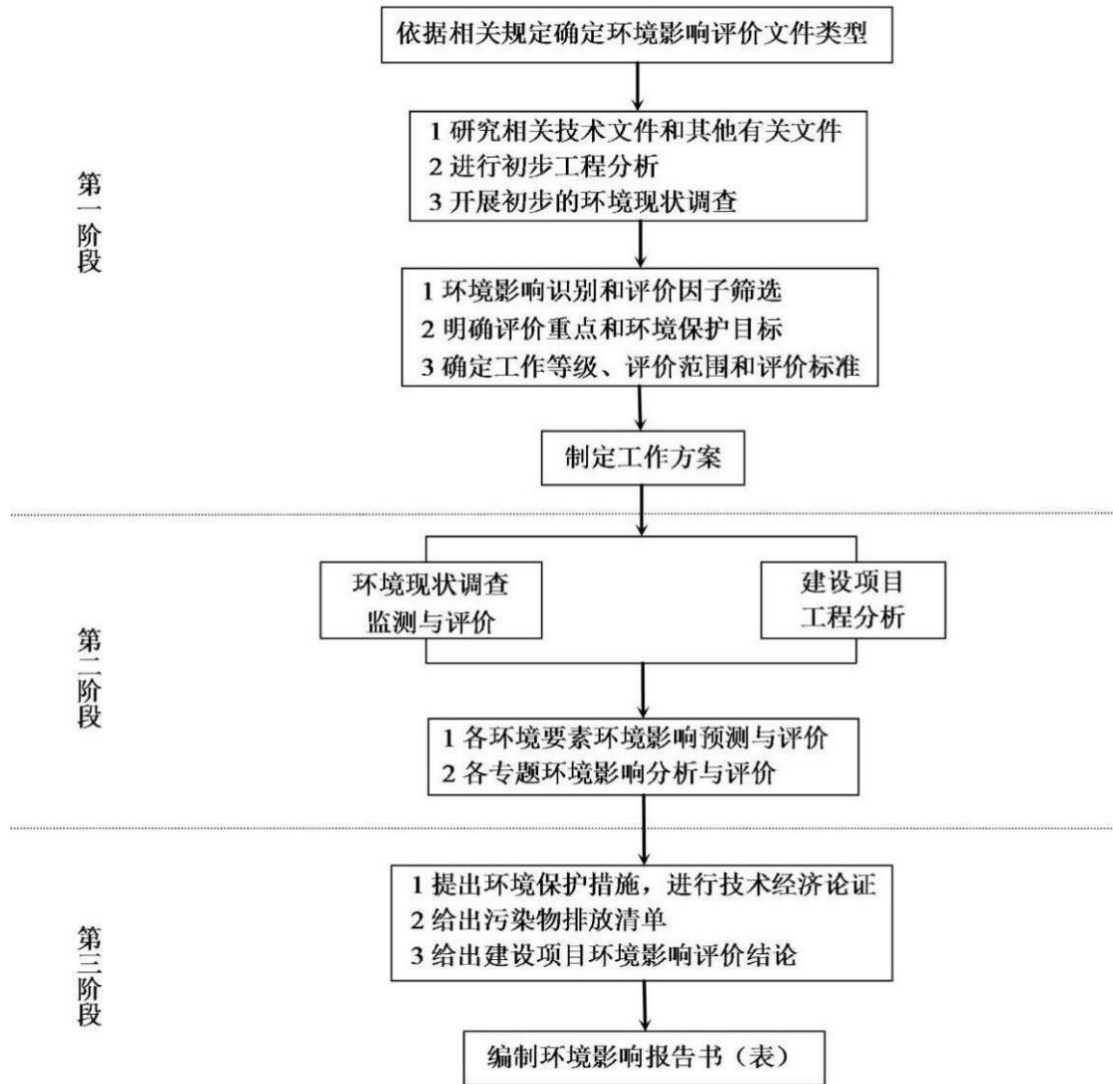 依据相关规定确定环境影响评价文件类型
第一阶段
1 研究相关技术文件和其他有关文件
2 进行初步工程分析
3 开展初步的环境现状调查
1 环境影响识别和评价因子筛选
2 明确评价重点和环境保护目标
3 确定工作等级、评价范围和评价标准
制定工作方案
第二阶段
环境现状调查
监测与评价
建设项目
工程分析
1 各环境要素环境影响预测与评价
2 各专题环境影响分析与评价
第三阶段
1 提出环境保护措施，进行技术经济论证
2 给出污染物排放清单
3 给出建设项目环境影响评价结论
编制环境影响报告书（表）